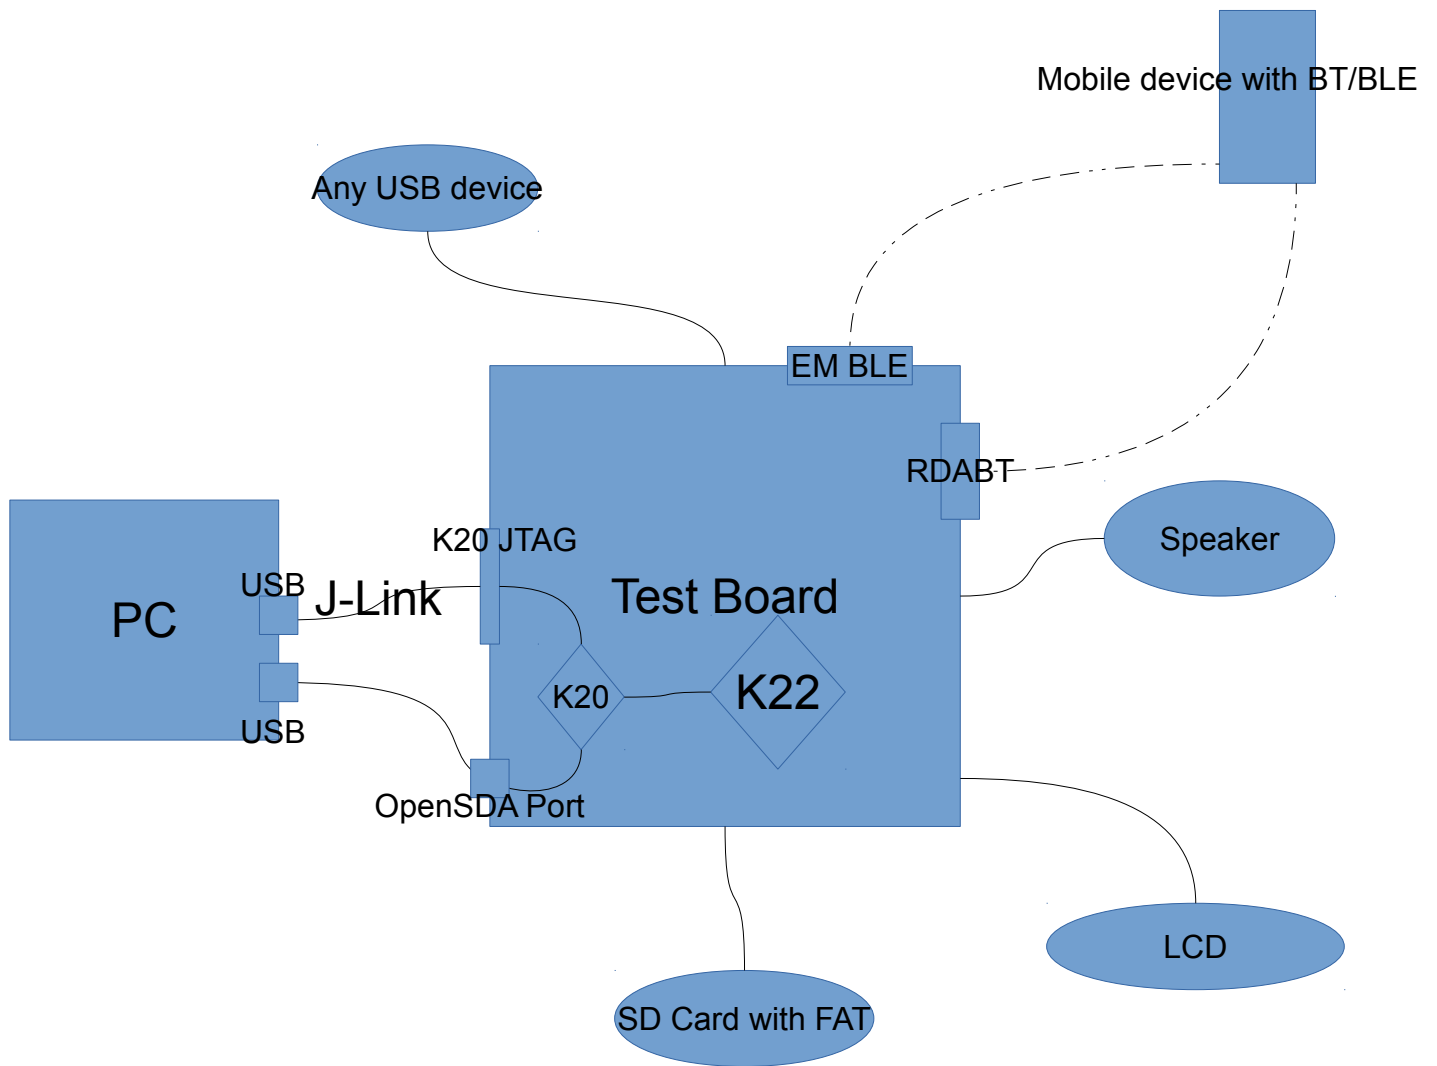 Mobile device with BT/BLE
Any USB device
EM BLE
RDABT
K20 JTAG
Speaker
USB
J-Link
Test Board
PC
K20
K22
USB
OpenSDA Port
LCD
SD Card with FAT